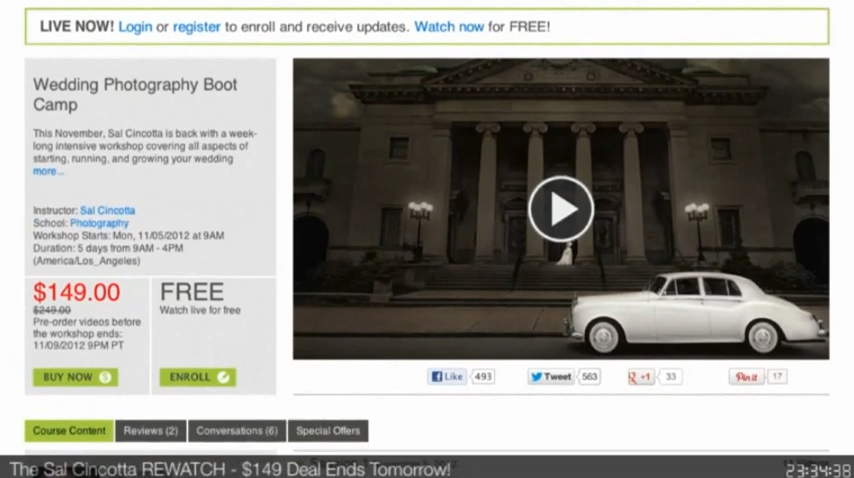 LIVE NOW! Login or register to enroll and receive updates. Watch now for FREE!
Wedding Photography Boot
Camp
This November, Sal Cincotta is back with a week-
long intensive workshop covering all aspects of
starting, running, and growing your wedding
more...
Instructor: Sal Cincotta
School: Photography
Workshop Starts: Mon, 11/05/2012 at 9AM
Duration: 5 days from 9AM - 4PM
(America/Los_Angeles)
$149.00
$249.00
Pre-order videos before
the workshop ends:
11/09/2012 9PM PT
BUY NOW $
FREE
Watch live for free
ENROLL
Like 493
Tweet 563
g +1 33
Pin it 17
Course Content
Reviews (2)
Conversations (6)
Special Offers
The Sal Cincotta REWATCH - $149 Deal Ends Tomorrow!
23:34:38